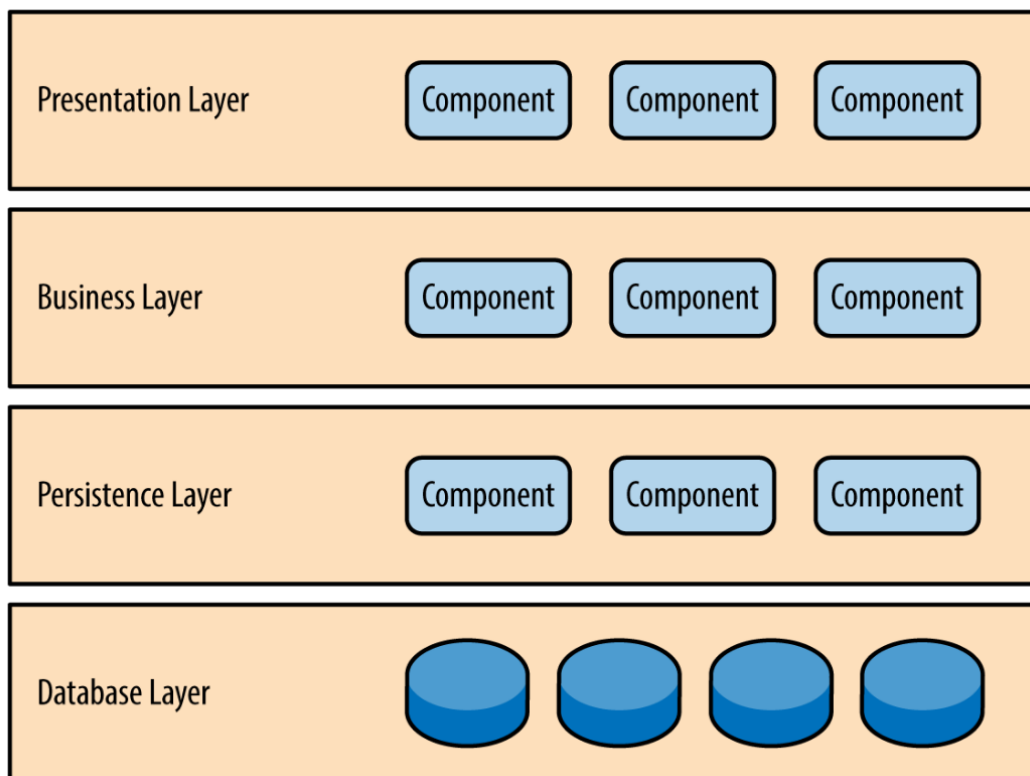 Presentation Layer
Component Component Component
Business Layer
Component Component Component
Persistence Layer
Component Component Component
Database Layer